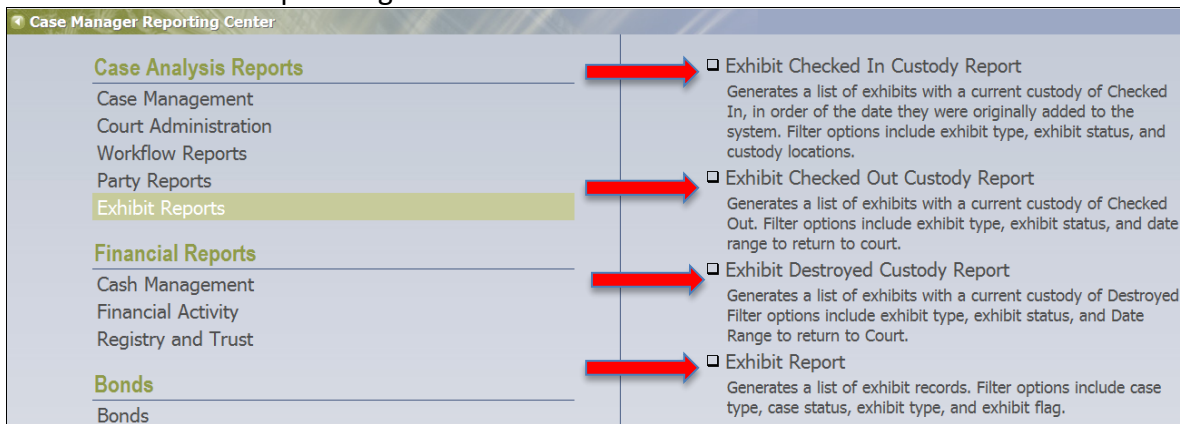 Case Manager Reporting Center
Case Analysis Reports
Case Management
Court Administration
Workflow Reports
Party Reports
Exhibit Reports
Financial Reports
Cash Management
Financial Activity
Registry and Trust
Bonds
Bonds
Exhibit Checked In Custody Report
Generates a list of exhibits with a current custody of Checked
In, in order of the date they were originally added to the
system. Filter options include exhibit type, exhibit status, and
custody locations.
Exhibit Checked Out Custody Report
Generates a list of exhibits with a current custody of Checked
Out. Filter options include exhibit type, exhibit status, and date
range to return to court.
Exhibit Destroyed Custody Report
Generates a list of exhibits with a current custody of Destroyed
Filter options include exhibit type, exhibit status, and Date
Range to return to Court.
Exhibit Report
Generates a list of exhibit records. Filter options include case
type, case status, exhibit type, and exhibit flag.